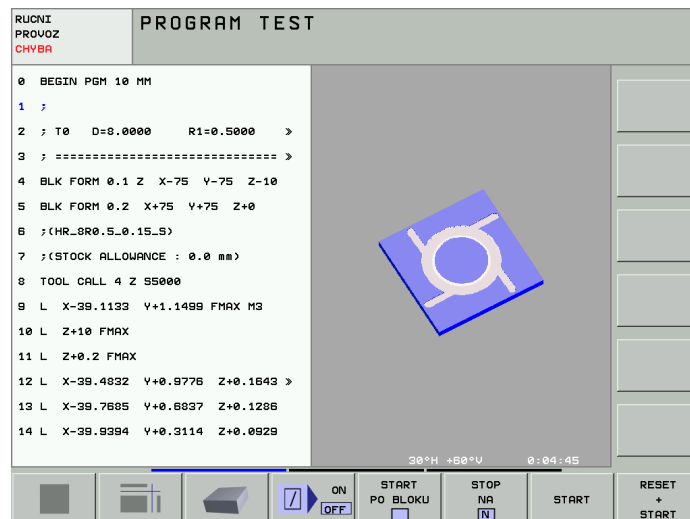 RUCNI
PROVOZ
CHYBA
PROGRAM TEST
0 BEGIN PGM 10 MM
1 ;
2 ; T0 D=8.0000 R1=0.5000 »
3 ; ============================== »
4 BLK FORM 0.1 Z X-75 Y-75 Z-10
5 BLK FORM 0.2 X+75 Y+75 Z+0
6 ;(HR_8R0.5_0.15_S)
7 ;(STOCK ALLOWANCE : 0.0 mm)
8 TOOL CALL 4 Z S5000
9 L X-39.1133 Y+1.1499 FMAX M3
10 L Z+10 FMAX
11 L Z+0.2 FMAX
12 L X-39.4832 Y+0.9776 Z+0.1643 »
13 L X-39.7685 Y+0.6837 Z+0.1286
14 L X-39.9394 Y+0.3114 Z+0.0929
30°H +60°V 0:04:45
/ ON
OFF
START
PO BLOKU
STOP
NA
N
START
RESET
+
START